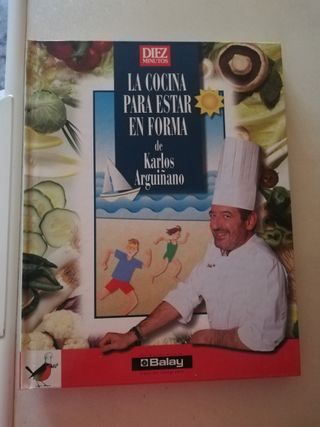 DIEZ
MINUTOS
LA COCINA
PARA ESTAR
EN FORMA
de
Karlos
Arguiñano
Balay